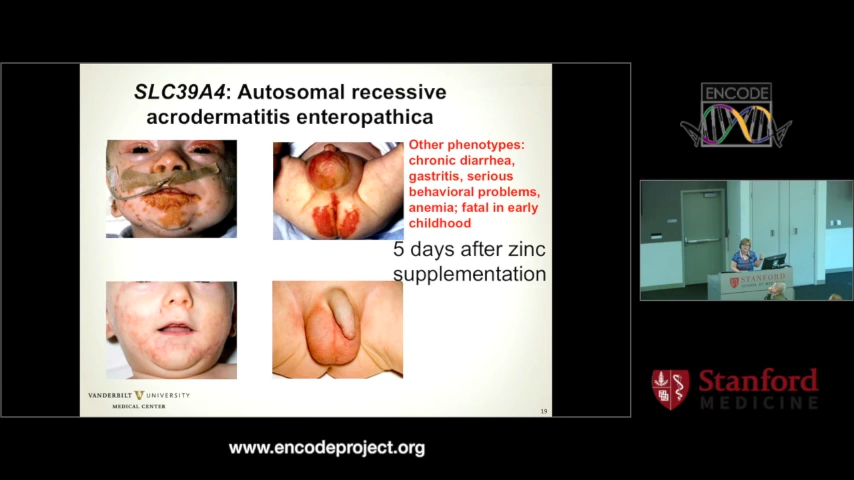 SLC39A4: Autosomal recessive
acrodermatitis enteropathica
Other phenotypes:
chronic diarrhea,
gastritis, serious
behavioral problems,
anemia; fatal in early
childhood
5 days after zinc
supplementation
VANDERBILT V UNIVERSITY
MEDICAL CENTER
19
ENCODE
STANFORD
Stanford
MEDICINE
www.encodeproject.org